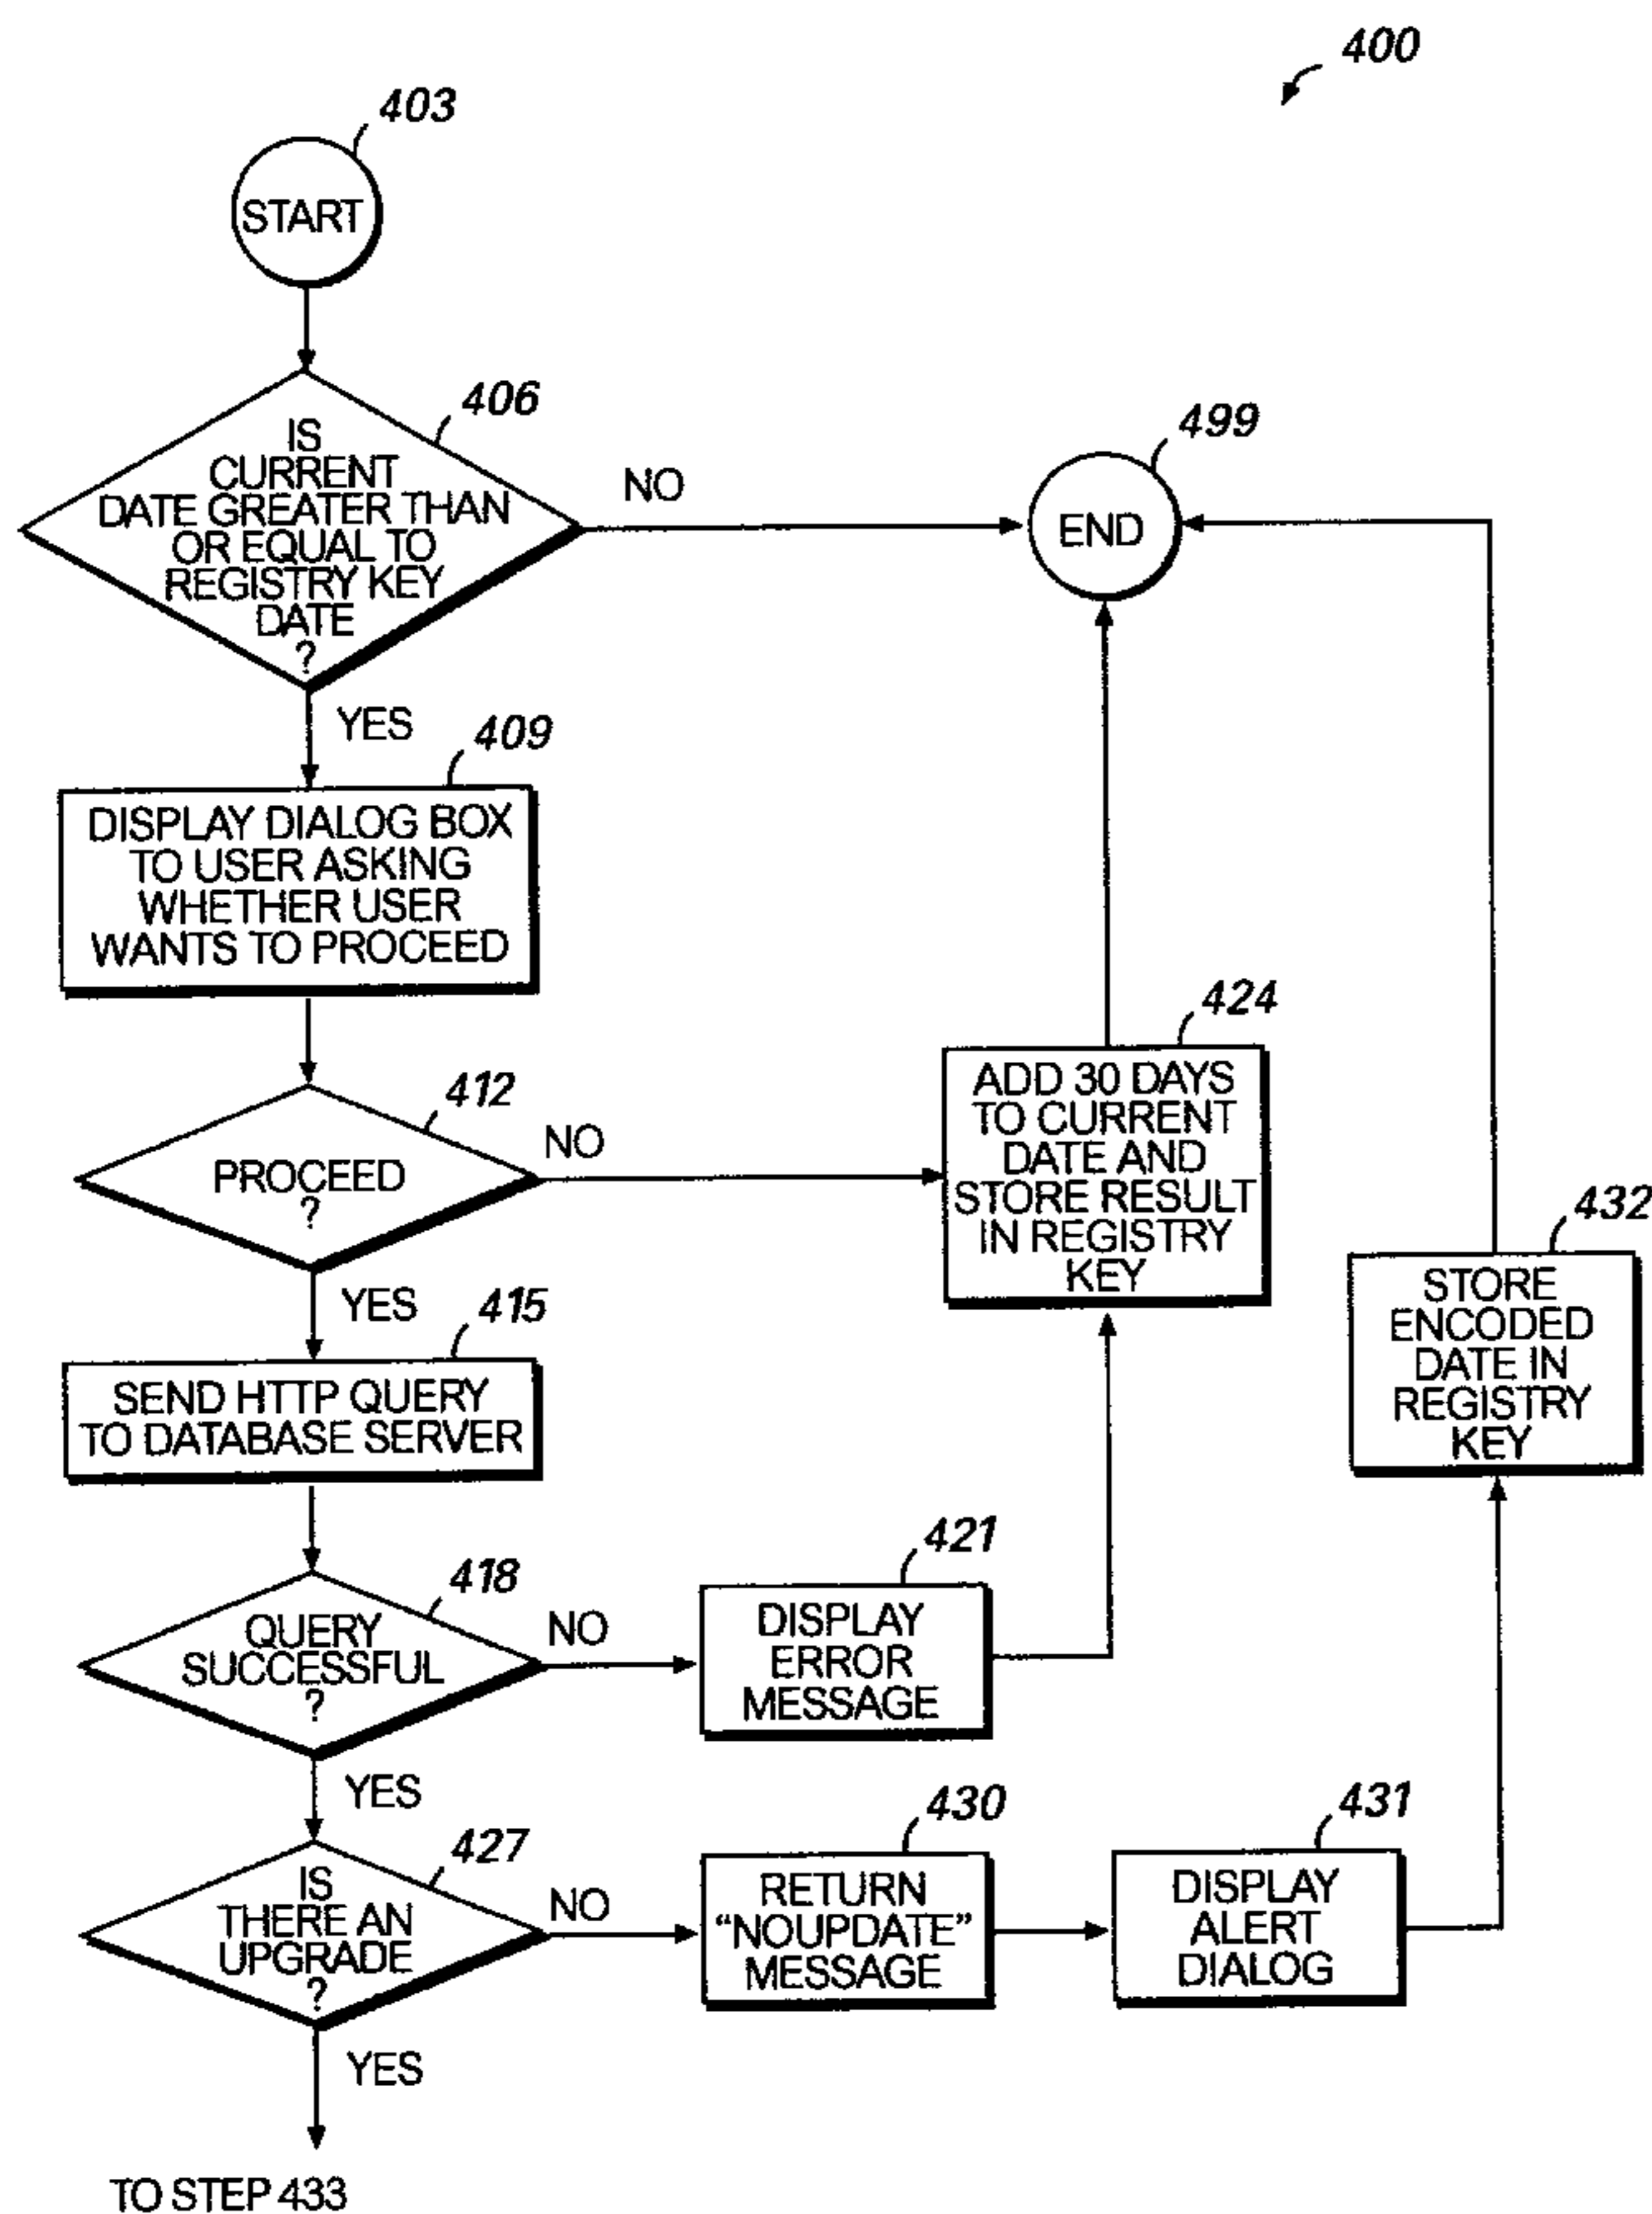 400
403
START
406
IS
CURRENT
DATE GREATER THAN
OR EQUAL TO
REGISTRY KEY
DATE
?
NO
499
END
YES
409
DISPLAY DIALOG BOX
TO USER ASKING
WHETHER USER
WANTS TO PROCEED
412
PROCEED
?
NO
424
ADD 30 DAYS
TO CURRENT
DATE AND
STORE RESULT
IN REGISTRY
KEY
432
STORE
ENCODED
DATE IN
REGISTRY
KEY
YES
415
SEND HTTP QUERY
TO DATABASE SERVER
418
QUERY
SUCCESSFUL
?
NO
421
DISPLAY
ERROR
MESSAGE
YES
427
IS
THERE AN
UPGRADE
?
NO
430
RETURN
“NOUPDATE”
MESSAGE
431
DISPLAY
ALERT
DIALOG
YES
TO STEP 433